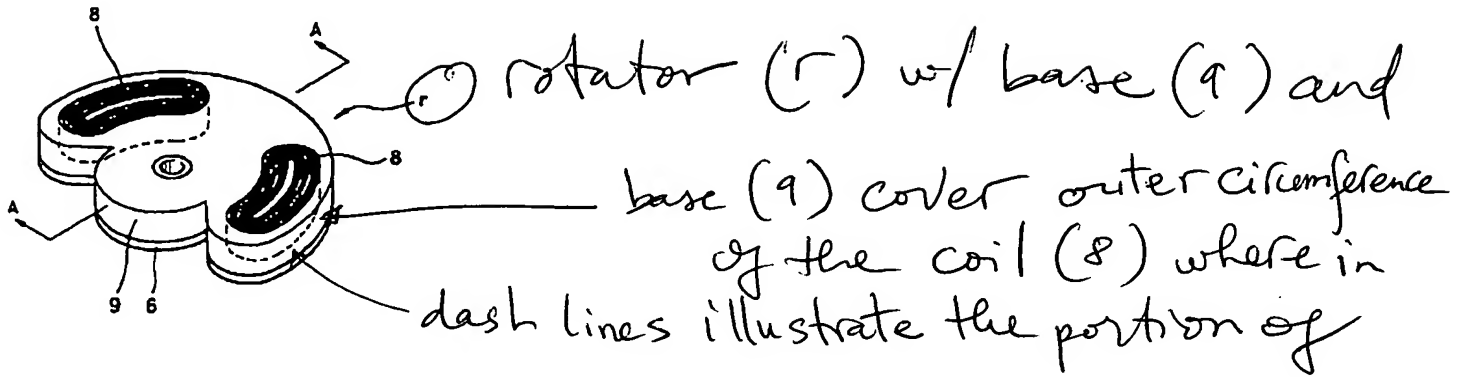 8
A
r rotator (r) w/ base (9) and
8
base (9) cover outer circumference
A
of the coil (8) where in
9 6
dash lines illustrate the portion of